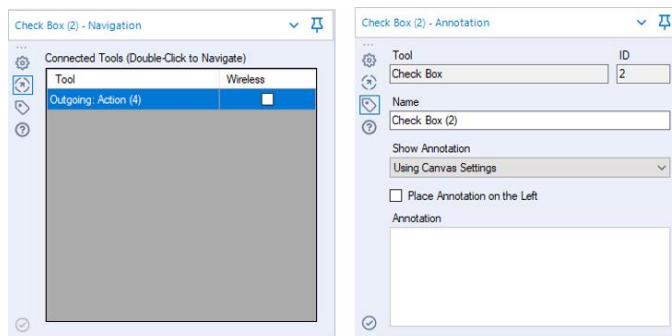 Check Box (2) - Navigation
Connected Tools (Double-Click to Navigate)
Tool Wireless
Outgoing: Action (4)
Check Box (2) - Annotation
Tool ID
Check Box 2
Name
Check Box (2)
Show Annotation
Using Canvas Settings
Place Annotation on the Left
Annotation